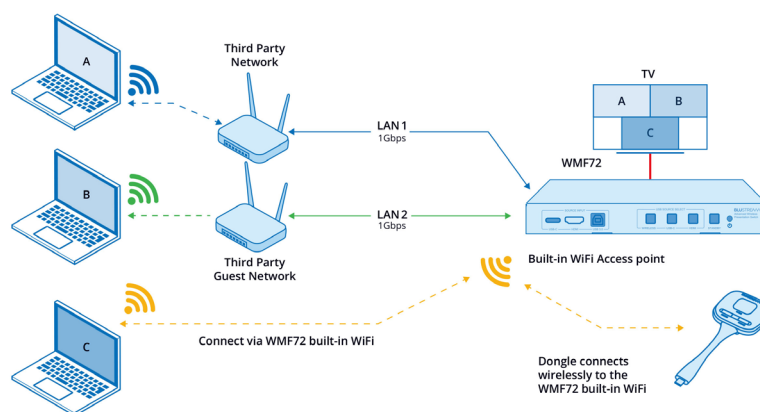 A
Third Party
Network
LAN 1
1Gbps
TV
A
B
C
WMF72
B
LAN 2
1Gbps
Third Party
Guest Network
Built-in WiFi Access point
C
Connect via WMF72 built-in WiFi
Dongle connects
wirelessly to the
WMF72 built-in WiFi